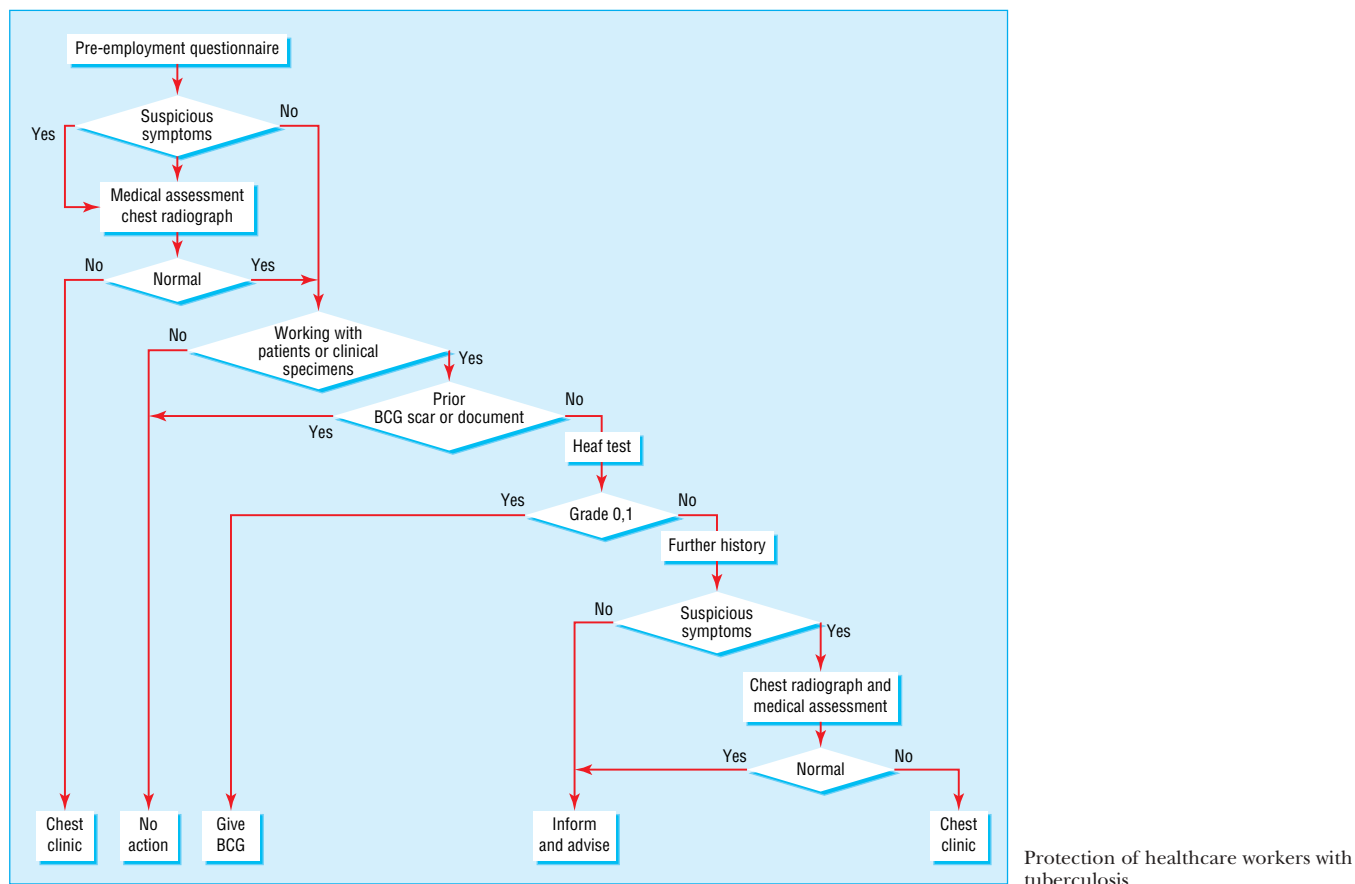 Pre-employment questionnaire
Suspicious
symptoms
No
Yes
Medical assessment
chest radiograph
No
Normal
Yes
No
Working with
patients or clinical
specimens
Yes
Prior
BCG scar or document
No
Yes
Heaf test
Yes
Grade 0,1
No
Further history
No
Suspicious
symptoms
Yes
Chest radiograph and
medical assessment
Yes
Normal
No
Chest
clinic
No
action
Give
BCG
Inform
and advise
Chest
clinic
Protection of healthcare workers with
tuberculosis